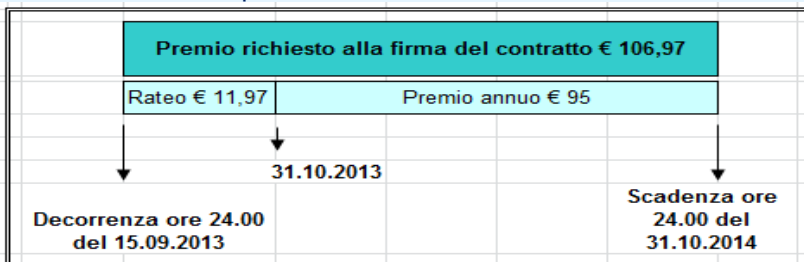 Premio richiesto alla firma del contratto € 106,97
Rateo € 11,97
Premio annuo € 95
31.10.2013
Decorrenza ore 24.00
del 15.09.2013
Scadenza ore
24.00 del
31.10.2014